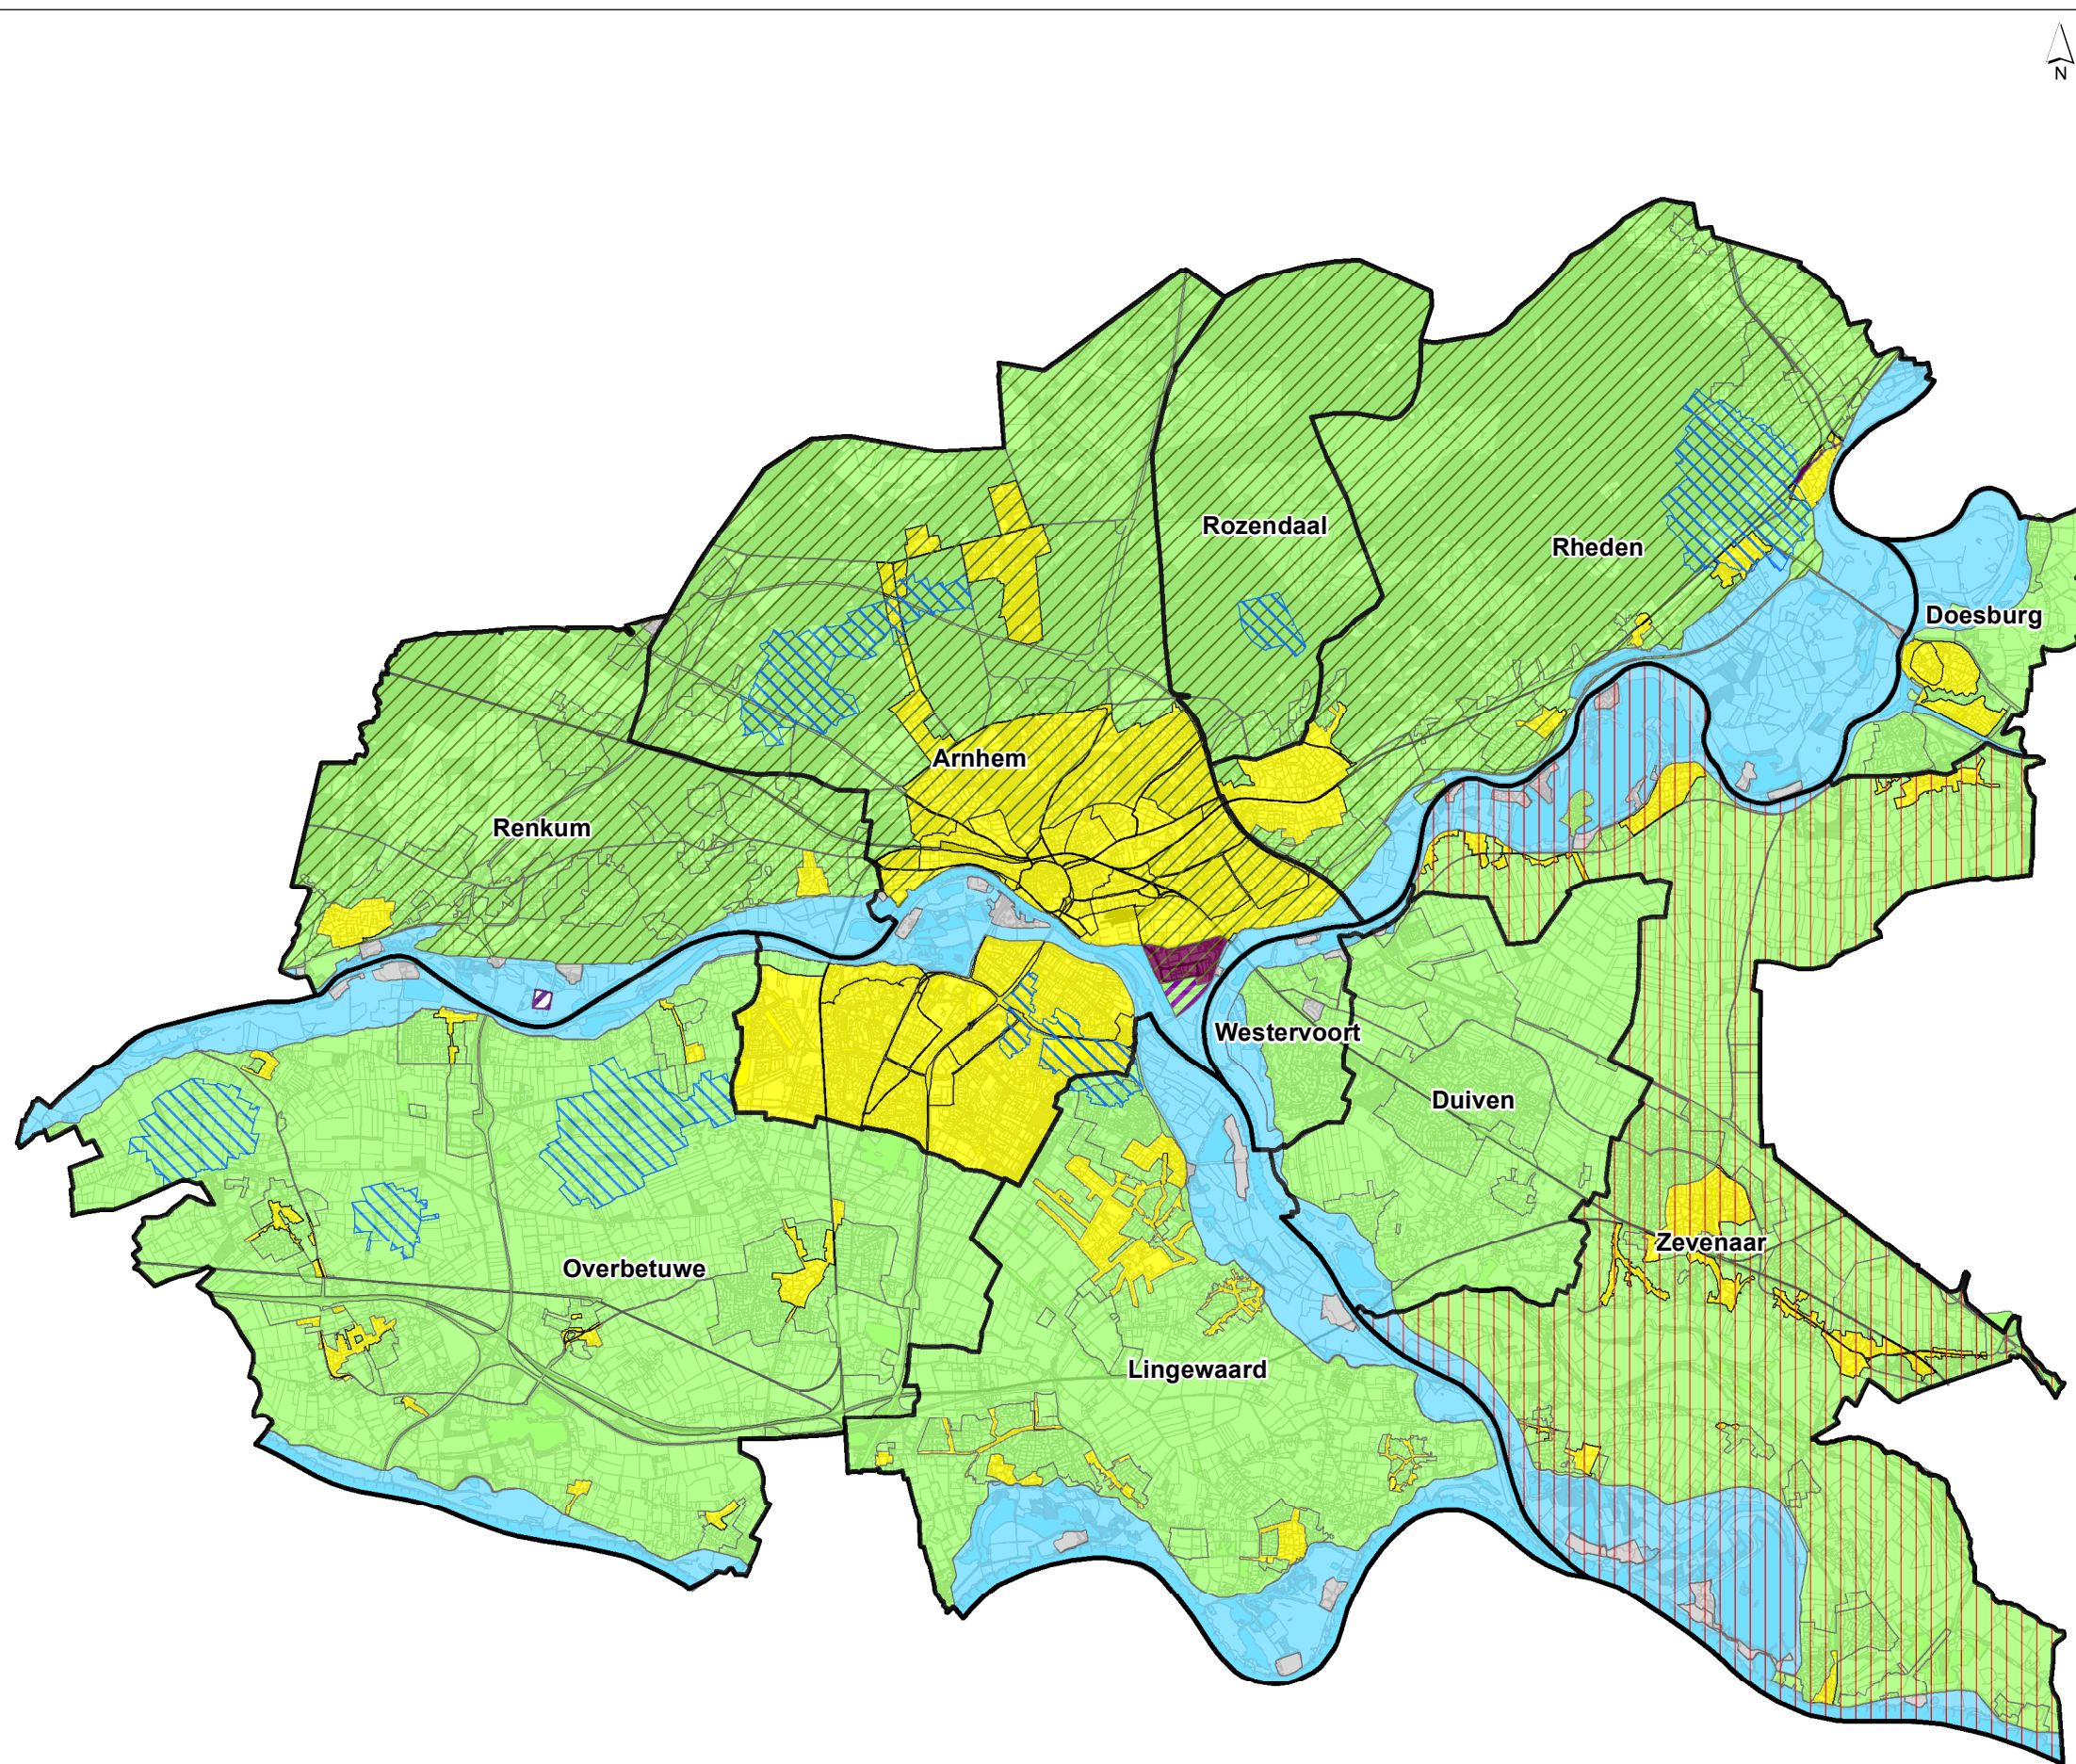 N
Rozendaal
Rheden
Doesburg
Arnhem
Renkum
Westervoort
Duiven
Zevenaar
Overbetuwe
Lingewaard